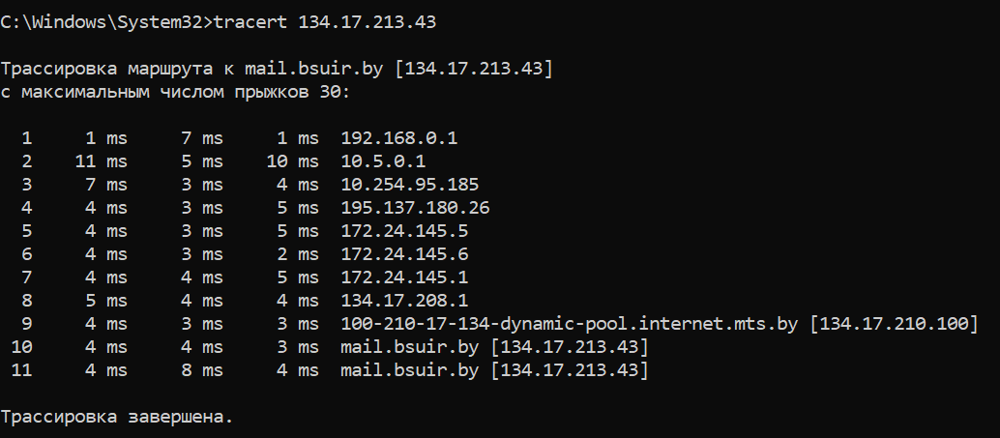 C:\Windows\System32>tracert 134.17.213.43
Трассировка маршрута к mail.bsuir.by [134.17.213.43]
с максимальным числом прыжков 30:
1 1 ms 7 ms 1 ms 192.168.0.1
2 11 ms 5 ms 10 ms 10.5.0.1
3 7 ms 3 ms 4 ms 10.254.95.185
4 4 ms 3 ms 5 ms 195.137.180.26
5 4 ms 3 ms 5 ms 172.24.145.5
6 4 ms 3 ms 2 ms 172.24.145.6
7 4 ms 4 ms 5 ms 172.24.145.1
8 5 ms 4 ms 4 ms 134.17.208.1
9 4 ms 3 ms 3 ms 100-210-17-134-dynamic-pool.internet.mts.by [134.17.210.100]
10 4 ms 4 ms 3 ms mail.bsuir.by [134.17.213.43]
11 4 ms 8 ms 4 ms mail.bsuir.by [134.17.213.43]
Трассировка завершена.